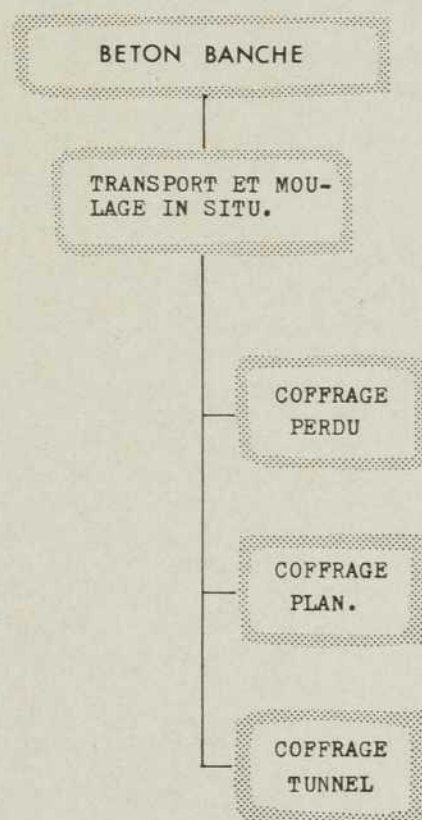 BETON BANCHE
TRANSPORT ET MOU-
LAGE IN SITU.
COFFRAGE
PERDU
COFFRAGE
PLAN.
COFFRAGE
TUNNEL